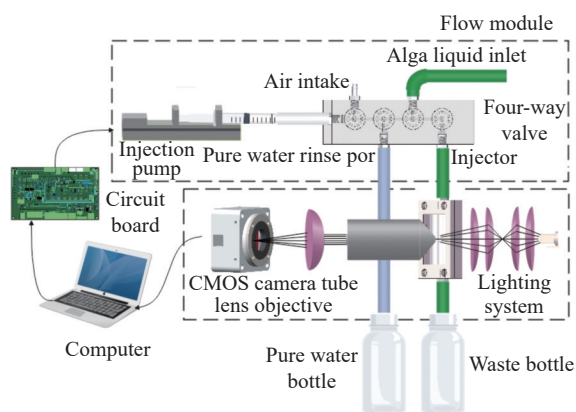 Flow module
Alga liquid inlet
Air intake
Four-way
valve
Injection
pump
Pure water rinse por
Injector
Circuit
board
CMOS camera tube
lens objective
Lighting
system
Computer
Pure water
bottle
Waste bottle